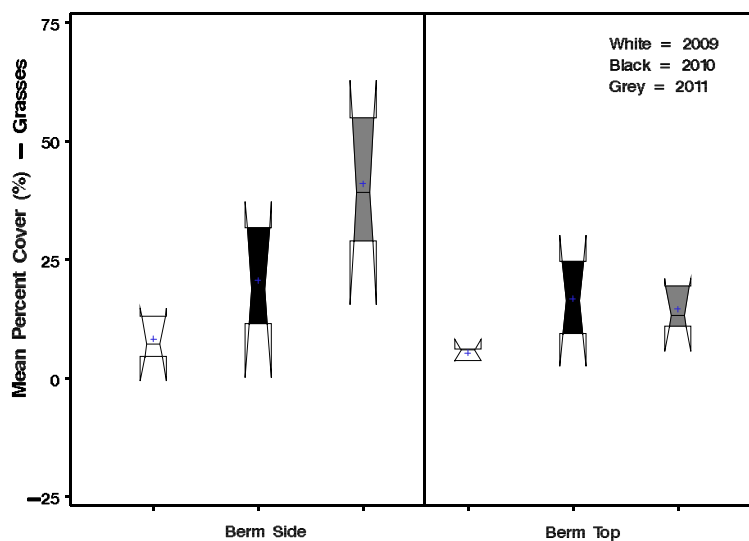 Mean Percent Cover (%) — Grasses
75
50
25
0
−25
White = 2009
Black = 2010
Grey = 2011
Berm Side
Berm Top